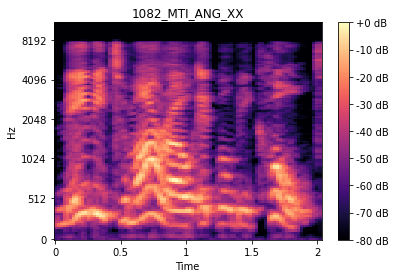 1082_MTI_ANG_XX
+0 dB
8192
-10 dB
4096
-20 dB
-30 dB
2048
Hz
-40 dB
1024
-50 dB
512
-60 dB
-70 dB
0
-80 dB
0
0.5
1
1.5
2
Time